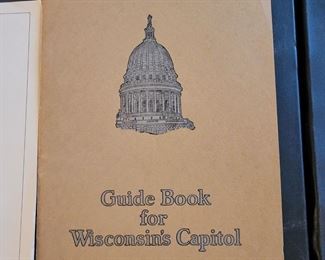 Guide Book
for
Wisconsin's Capitol